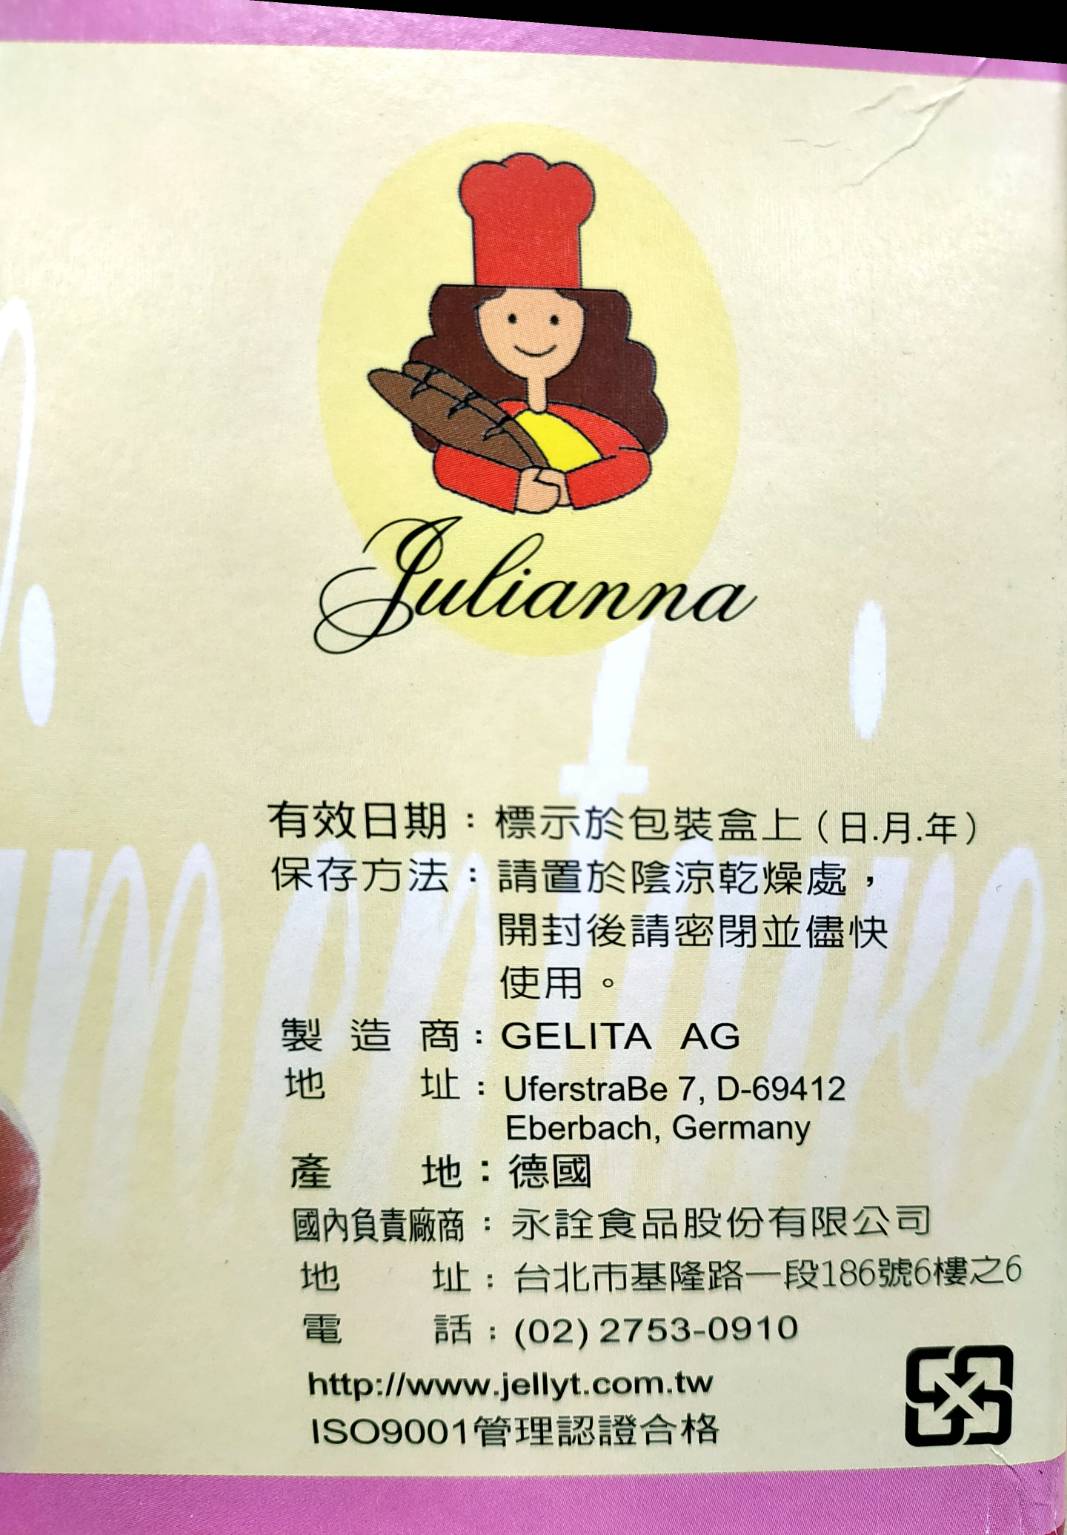 Julianna
有效日期：標示於包裝盒上（日.月.年）
保存方法：請置於陰涼乾燥處，
開封後請密閉並儘快
使用。
製造商：GELITA AG
地址：UferstraBe 7, D-69412
Eberbach, Germany
產地：德國
國內負責廠商：永詮食品股份有限公司
地址：台北市基隆路一段186號6樓之6
電話：(02) 2753-0910
http://www.jellyt.com.tw
ISO9001管理認證合格